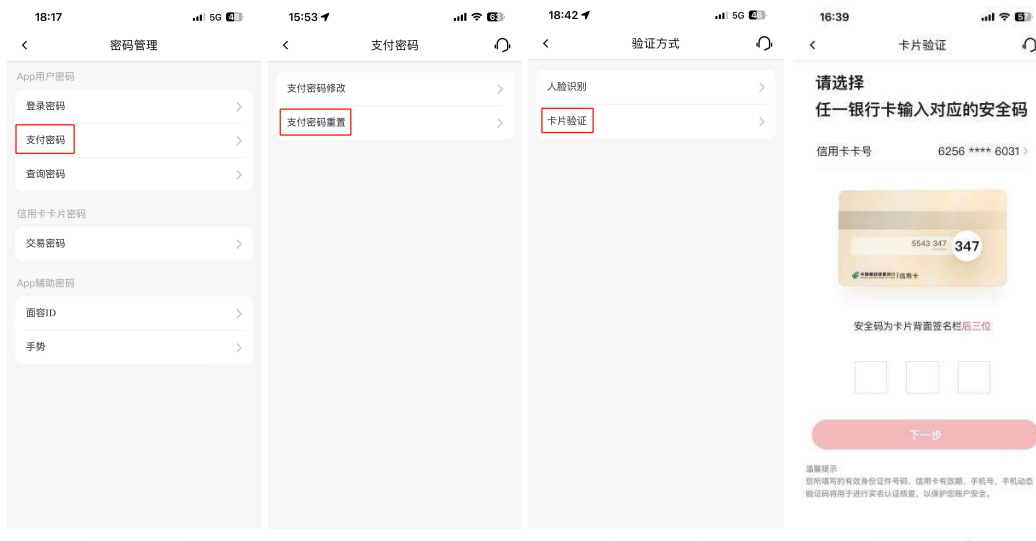 18:17
5G
密码管理
App用户密码
登录密码
支付密码
查询密码
信用卡卡片密码
交易密码
App辅助密码
面容ID
手势
15:53
支付密码
支付密码修改
支付密码重置
18:42
5G
验证方式
人脸识别
卡片验证
16:39
卡片验证
请选择
任一银行卡输入对应的安全码
信用卡卡号
6256 **** 6031
5543 347
347
中国邮政储蓄银行 | 信用卡
安全码为卡片背面签名栏后三位
下一步
温馨提示
您所填写的有效身份证件号码、信用卡有效期、手机号、手机动态
验证码将用于进行实名认证核查，以保护您账户安全。